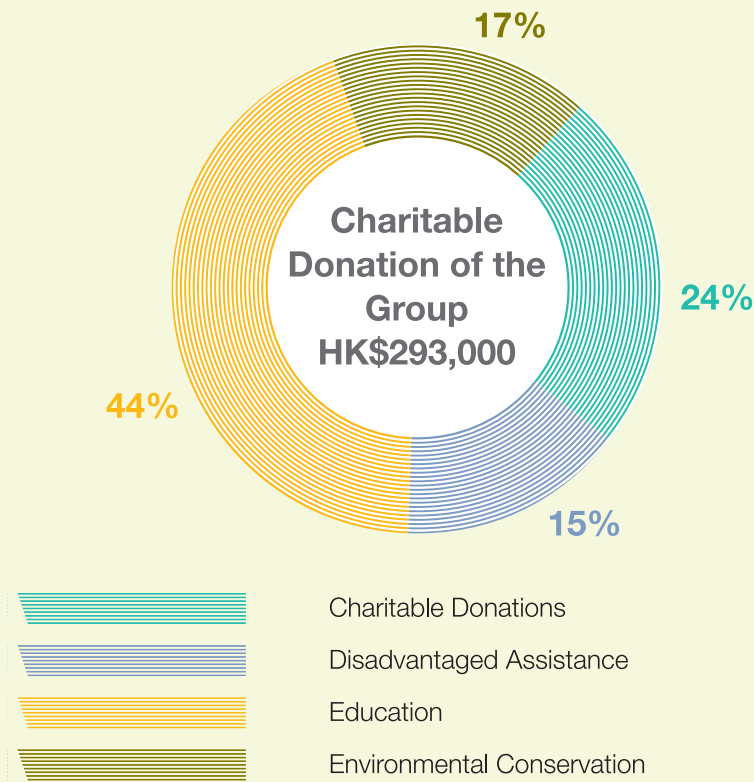 17%
Charitable
Donation of the
Group
HK$293,000
24%
44%
15%
Charitable Donations
Disadvantaged Assistance
Education
Environmental Conservation